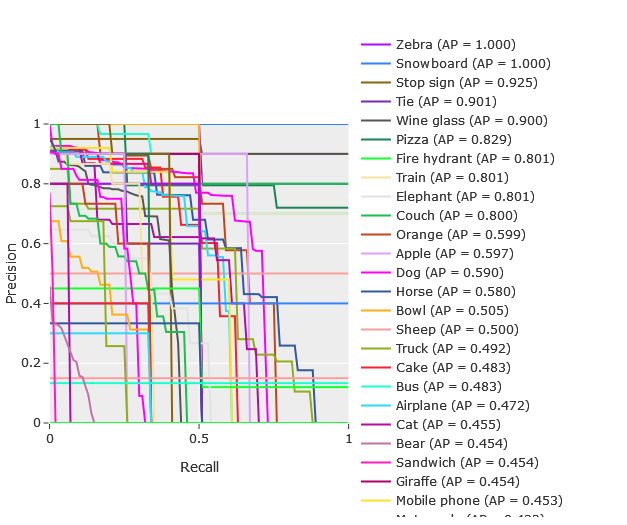 Zebra (AP = 1.000)
Snowboard (AP = 1.000)
Stop sign (AP = 0.925)
Tie (AP = 0.901)
Wine glass (AP = 0.900)
Pizza (AP = 0.829)
Fire hydrant (AP = 0.801)
Train (AP = 0.801)
Elephant (AP = 0.801)
Couch (AP = 0.800)
Orange (AP = 0.599)
Apple (AP = 0.597)
Dog (AP = 0.590)
Horse (AP = 0.580)
Bowl (AP = 0.505)
Sheep (AP = 0.500)
Truck (AP = 0.492)
Cake (AP = 0.483)
Bus (AP = 0.483)
Airplane (AP = 0.472)
Cat (AP = 0.455)
Bear (AP = 0.454)
Sandwich (AP = 0.454)
Giraffe (AP = 0.454)
Mobile phone (AP = 0.453)
1
0.8
0.6
0.4
0.2
0
Precision
0
0.5
1
Recall